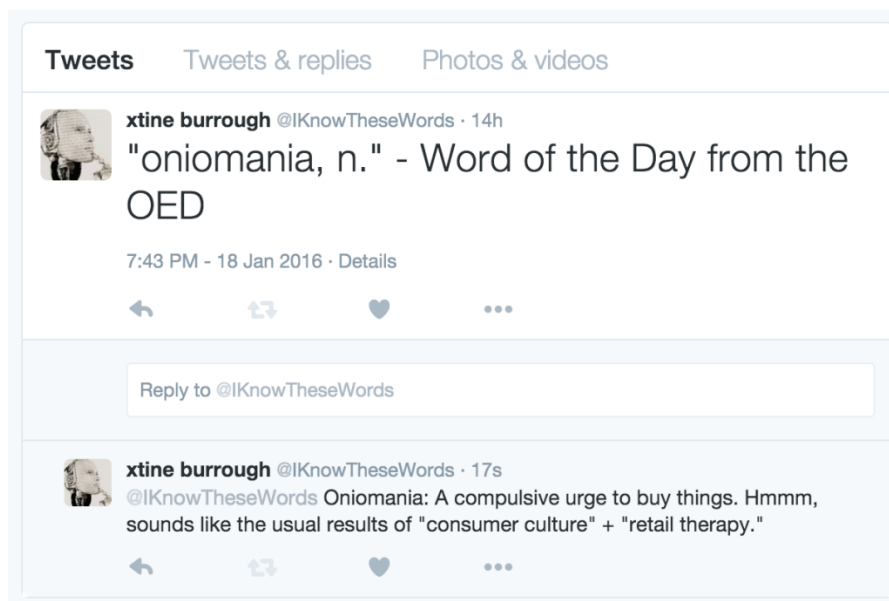 Tweets Tweets & replies Photos & videos
xtine burrough @IKnowTheseWords · 14h
"oniomania, n." - Word of the Day from the
OED
7:43 PM - 18 Jan 2016 · Details
Reply to @IKnowTheseWords
xtine burrough @IKnowTheseWords · 17s
@IKnowTheseWords Oniomania: A compulsive urge to buy things. Hmmm,
sounds like the usual results of "consumer culture" + "retail therapy."